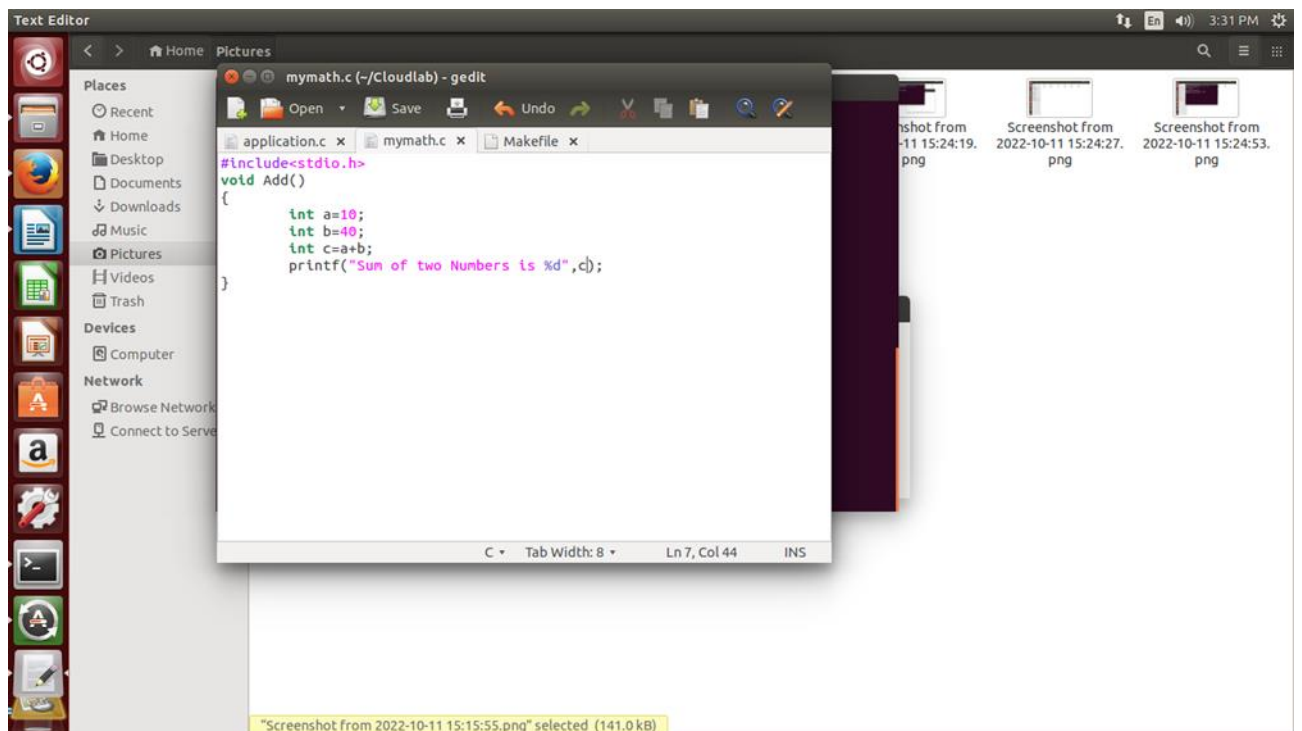 Text Editor En 3:31 PM
Home Pictures
Places
Recent
Home
Desktop
Documents
Downloads
Music
Pictures
Videos
Trash
Devices
Computer
Network
Browse Network
Connect to Serve
mymath.c (~/Cloudlab) - gedit
Open Save Undo
application.c x mymath.c x Makefile x
#include<stdio.h>
void Add()
{
int a=10;
int b=40;
int c=a+b;
printf("Sum of two Numbers is %d",c);
}
C Tab Width: 8 Ln 7, Col 44 INS
nshot from
-11 15:24:19.
png
Screenshot from
2022-10-11 15:24:27.
png
Screenshot from
2022-10-11 15:24:53.
png
"Screenshot from 2022-10-11 15:15:55.png" selected (141.0 kB)